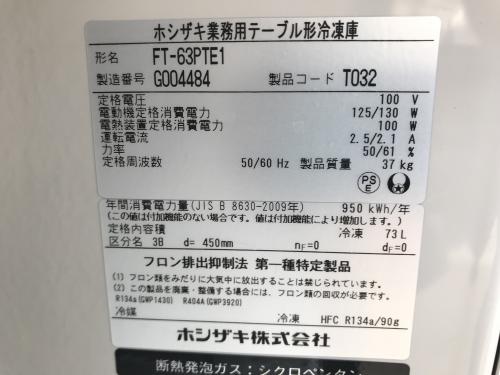 ホシザキ業務用テーブル形冷凍庫
形名 FT-63PTE1
製造番号 G004484 製品コード T032
定格電圧 100 V
電動機定格消費電力 125/130 W
電熱装置定格消費電力 100 W
運転電流 2.5/2.1 A
力率 50/61 %
定格周波数 50/60 Hz 製品質量 37 kg
PS
E
年間消費電力量(JIS B 8630-2009年) 950 kWh/年
(この値は付加機能のない場合です。値は付加機能により増加します。)
定格内容積 冷凍 73L
区分名 3B d= 450mm nF=0 dF=0
フロン排出抑制法 第一種特定製品
(1) フロン類をみだりに大気中に放出することは禁じられています。
(2) この製品を廃棄・整備する場合には、フロン類の回収が必要です。
R134a(GWP1430) R404A(GWP3920)
冷媒 冷凍 HFC R134a/90g
ホシザキ株式会社
断熱発泡ガス:シクロペンタン